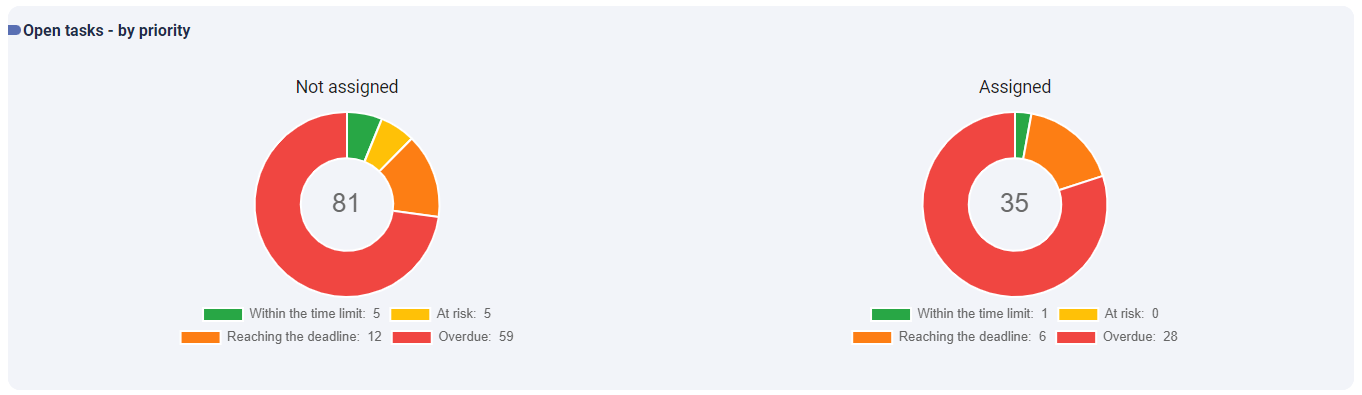 Open tasks - by priority
Not assigned
81
Within the time limit: 5 At risk: 5
Reaching the deadline: 12 Overdue: 59
Assigned
35
Within the time limit: 1 At risk: 0
Reaching the deadline: 6 Overdue: 28